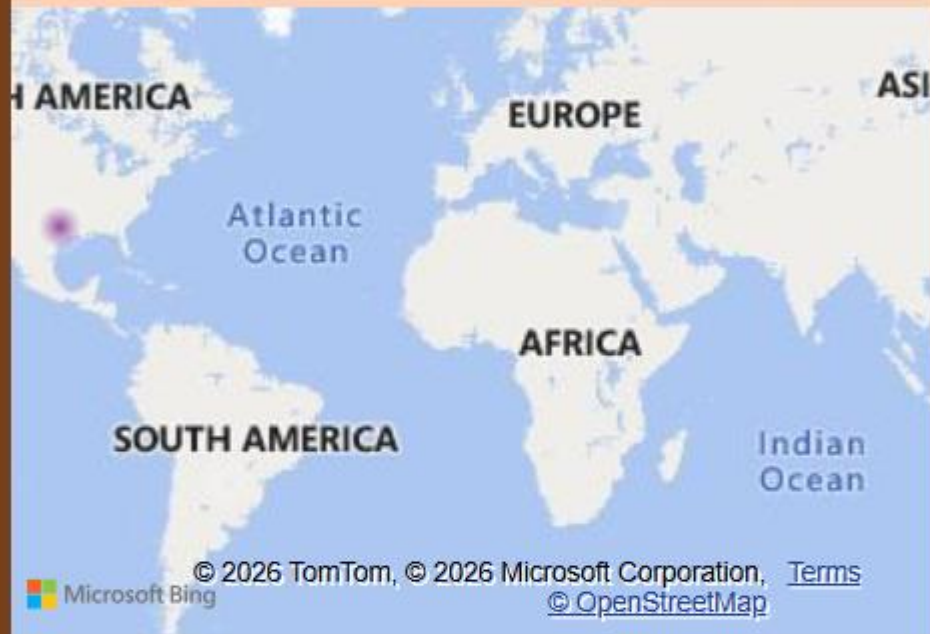 H AMERICA
ASI
EUROPE
Atlantic
Ocean
AFRICA
SOUTH AMERICA
Indian
Ocean
© 2026 TomTom, © 2026 Microsoft Corporation, Terms
Microsoft Bing
© OpenStreetMap